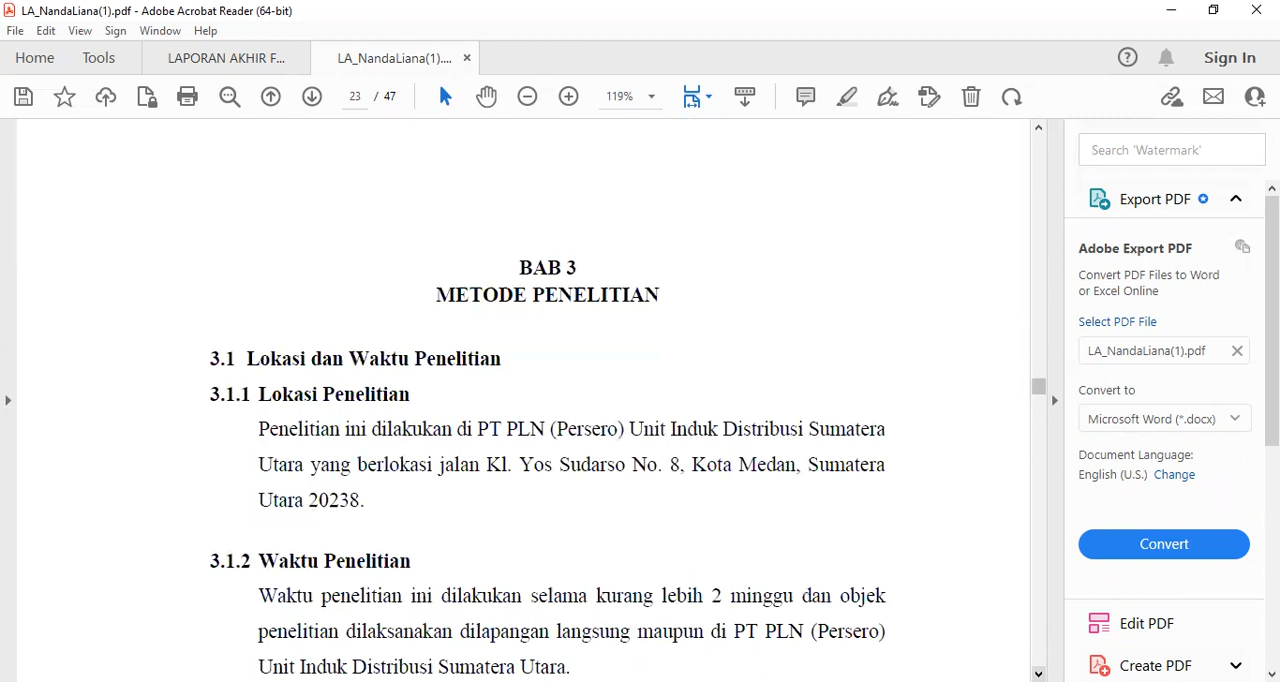 LA_NandaLiana(1).pdf - Adobe Acrobat Reader (64-bit)
File Edit View Sign Window Help
Home Tools LAPORAN AKHIR F... LA_NandaLiana(1).... × Sign In
23 / 47 119%
BAB 3
METODE PENELITIAN
3.1 Lokasi dan Waktu Penelitian
3.1.1 Lokasi Penelitian
Penelitian ini dilakukan di PT PLN (Persero) Unit Induk Distribusi Sumatera
Utara yang berlokasi jalan Kl. Yos Sudarso No. 8, Kota Medan, Sumatera
Utara 20238.
3.1.2 Waktu Penelitian
Waktu penelitian ini dilakukan selama kurang lebih 2 minggu dan objek
penelitian dilaksanakan dilapangan langsung maupun di PT PLN (Persero)
Unit Induk Distribusi Sumatera Utara.
Search 'Watermark'
Export PDF
Adobe Export PDF
Convert PDF Files to Word
or Excel Online
Select PDF File
LA_NandaLiana(1).pdf
Convert to
Microsoft Word (*.docx)
Document Language:
English (U.S.) Change
Convert
Edit PDF
Create PDF